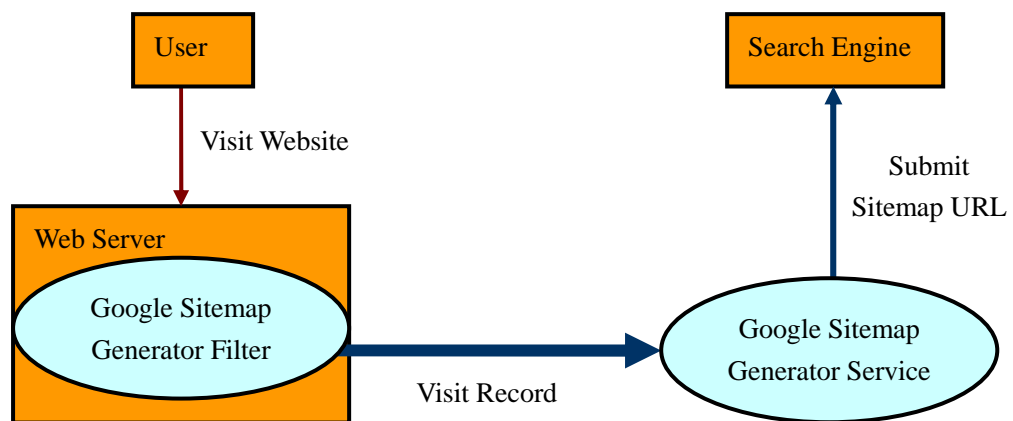 User
Search Engine
Visit Website
Submit
Sitemap URL
Web Server
Google Sitemap
Generator Filter
Google Sitemap
Generator Service
Visit Record